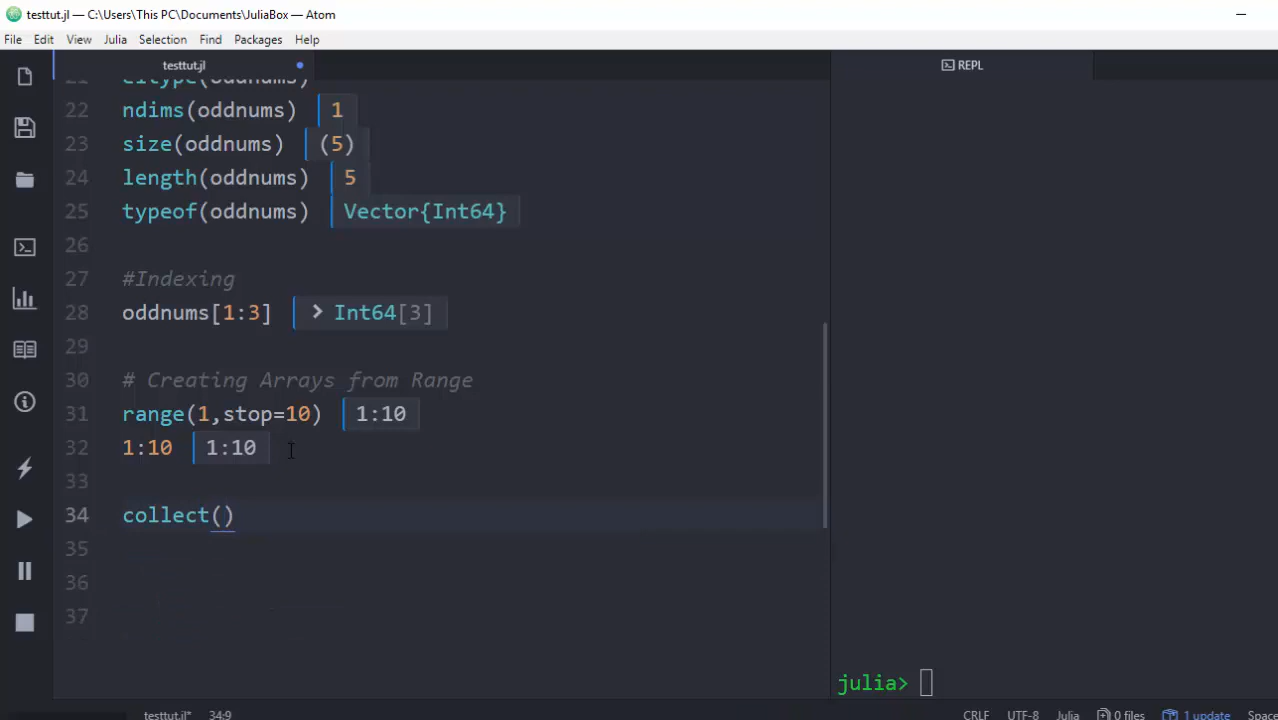 testtut.jl — C:\Users\This PC\Documents\JuliaBox — Atom
File Edit View Julia Selection Find Packages Help
testtut.jl
REPL
21 eltype(oddnums)
22 ndims(oddnums) 1
23 size(oddnums) (5)
24 length(oddnums) 5
25 typeof(oddnums) Vector{Int64}
26
27 #Indexing
28 oddnums[1:3] > Int64[3]
29
30 # Creating Arrays from Range
31 range(1,stop=10) 1:10
32 1:10 1:10
33
34 collect()
35
36
37
julia>
testtut.jl* 34:9 CRLF UTF-8 Julia 0 files 1 update Space